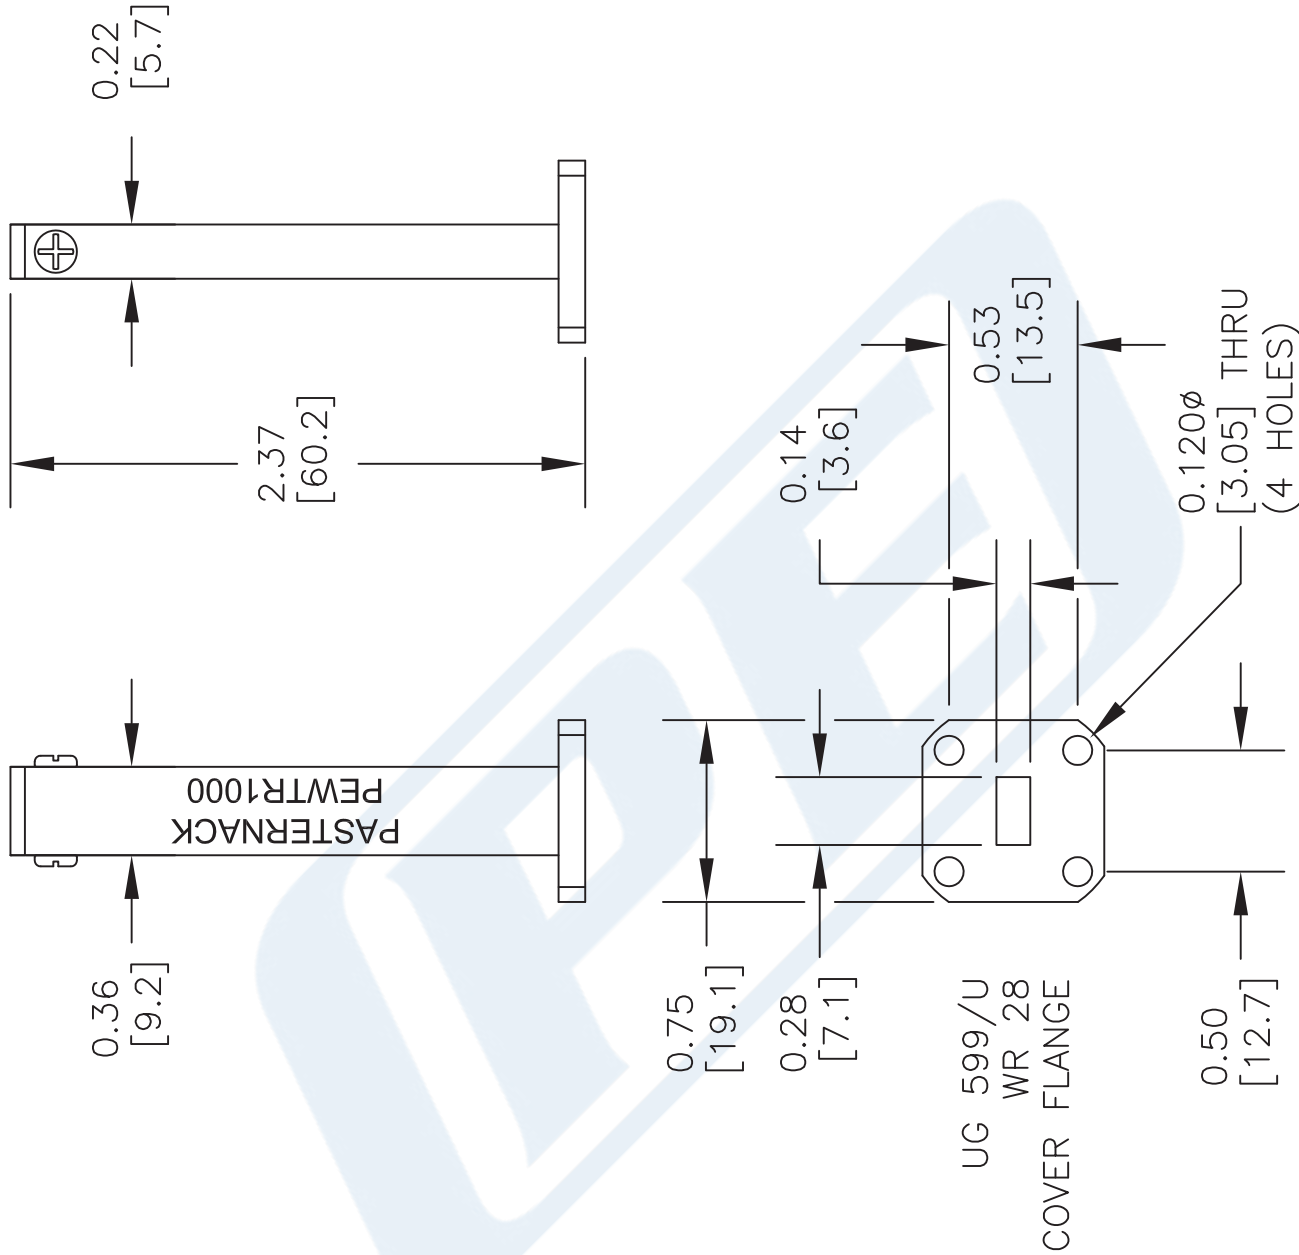 0.22
[5.7]
2.37
[60.2]
0.36
[9.2]
PASTERNACK
PEWTR1000
0.14
[3.6]
0.53
[13.5]
0.120ø
[3.05] THRU
(4 HOLES)
0.75
[19.1]
0.28
[7.1]
UG 599/U
WR 28
COVER FLANGE
0.50
[12.7]
PE